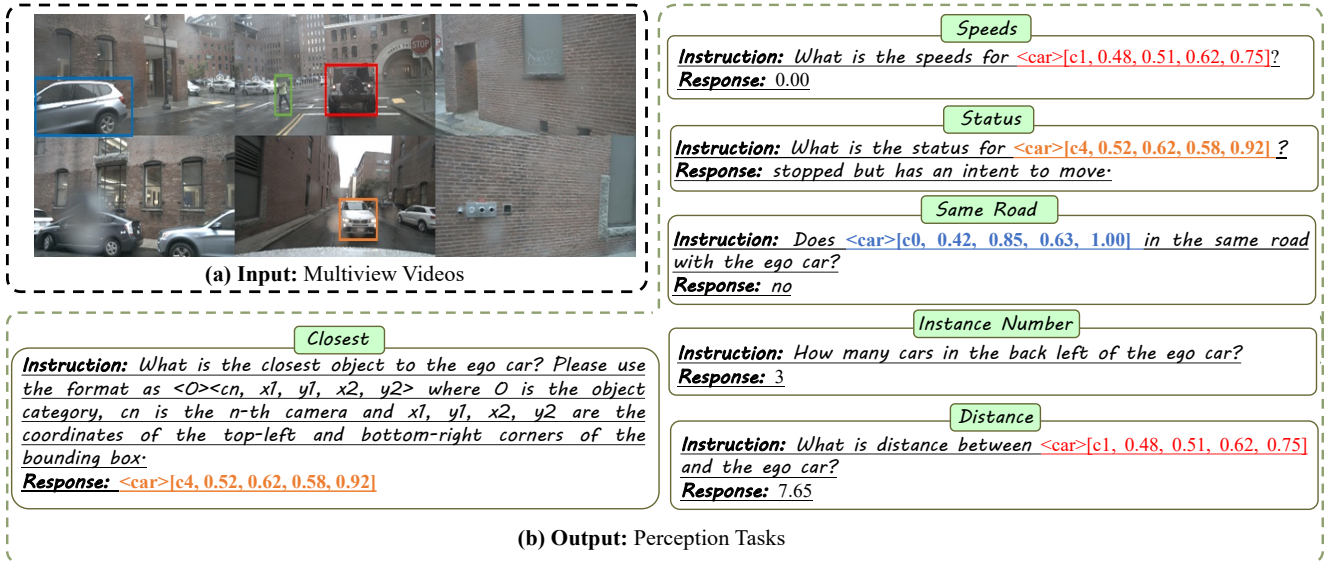 STOP
(a) Input: Multiview Videos
Speeds
Instruction: What is the speeds for <car>[c1, 0.48, 0.51, 0.62, 0.75]?
Response: 0.00
Status
Instruction: What is the status for <car>[c4, 0.52, 0.62, 0.58, 0.92] ?
Response: stopped but has an intent to move.
Same Road
Instruction: Does <car>[c0, 0.42, 0.85, 0.63, 1.00] in the same road
with the ego car?
Response: no
Instance Number
Instruction: How many cars in the back left of the ego car?
Response: 3
Distance
Instruction: What is distance between <car>[c1, 0.48, 0.51, 0.62, 0.75]
and the ego car?
Response: 7.65
Closest
Instruction: What is the closest object to the ego car? Please use
the format as <O><cn, x1, y1, x2, y2> where O is the object
category, cn is the n-th camera and x1, y1, x2, y2 are the
coordinates of the top-left and bottom-right corners of the
bounding box.
Response: <car>[c4, 0.52, 0.62, 0.58, 0.92]
(b) Output: Perception Tasks